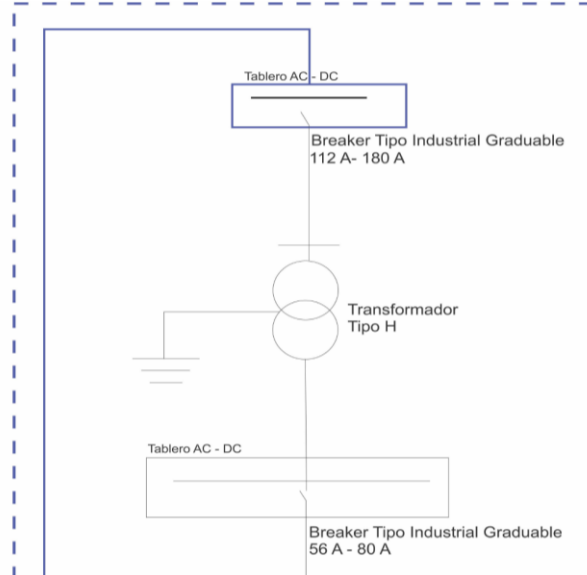 Tablero AC - DC
Breaker Tipo Industrial Graduable
112 A- 180 A
Transformador
Tipo H
Tablero AC - DC
Breaker Tipo Industrial Graduable
56 A - 80 A